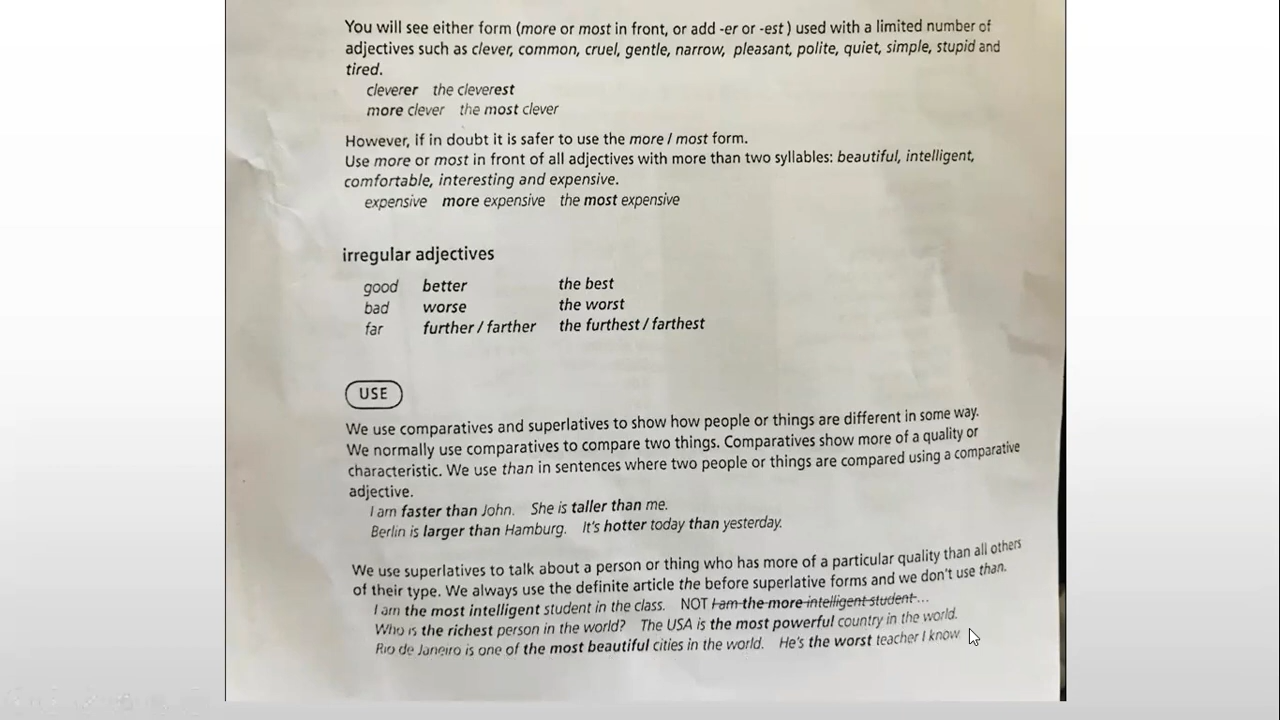 You will see either form (more or most in front, or add -er or -est ) used with a limited number of
adjectives such as clever, common, cruel, gentle, narrow, pleasant, polite, quiet, simple, stupid and
tired.
cleverer the cleverest
more clever the most clever
However, if in doubt it is safer to use the more / most form.
Use more or most in front of all adjectives with more than two syllables: beautiful, intelligent,
comfortable, interesting and expensive.
expensive more expensive the most expensive
irregular adjectives
good better the best
bad worse the worst
far further / farther the furthest / farthest
USE
We use comparatives and superlatives to show how people or things are different in some way.
We normally use comparatives to compare two things. Comparatives show more of a quality or
characteristic. We use than in sentences where two people or things are compared using a comparative
adjective.
I am faster than John. She is taller than me.
Berlin is larger than Hamburg. It's hotter today than yesterday.
We use superlatives to talk about a person or thing who has more of a particular quality than all others
of their type. We always use the definite article the before superlative forms and we don't use than.
I am the most intelligent student in the class. NOT I am the more intelligent student ...
Who is the richest person in the world? The USA is the most powerful country in the world.
Rio de Janeiro is one of the most beautiful cities in the world. He's the worst teacher I know